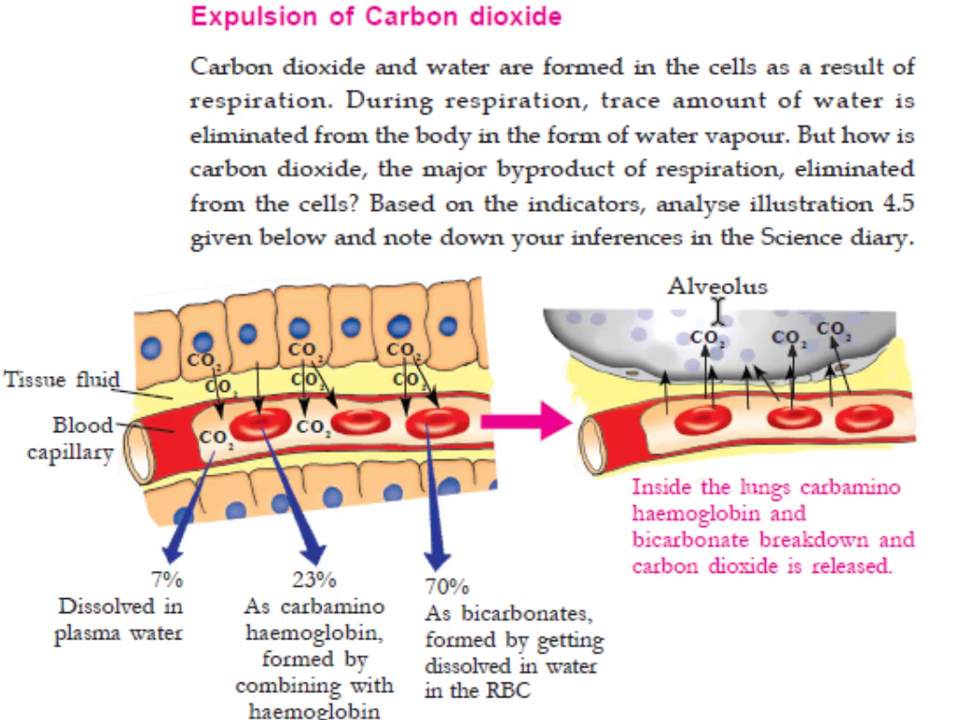 Expulsion of Carbon dioxide
Carbon dioxide and water are formed in the cells as a result of
respiration. During respiration, trace amount of water is
eliminated from the body in the form of water vapour. But how is
carbon dioxide, the major byproduct of respiration, eliminated
from the cells? Based on the indicators, analyse illustration 4.5
given below and note down your inferences in the Science diary.
CO2
CO2
CO2
CO2
CO2
CO2
CO2
CO2
Tissue fluid
Blood
capillary
7%
Dissolved in
plasma water
23%
As carbamino
haemoglobin,
formed by
combining with
haemoglobin
70%
As bicarbonates,
formed by getting
dissolved in water
in the RBC
Alveolus
CO2
CO2
CO2
Inside the lungs carbamino
haemoglobin and
bicarbonate breakdown and
carbon dioxide is released.